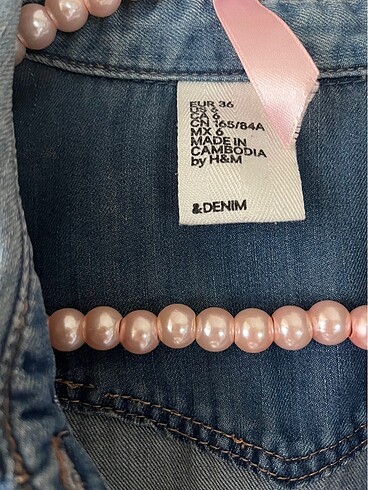 EUR 36
US 6
CA 6
CN 165/84A
MX 6
MADE IN
CAMBODIA
by H&M
&DENIM